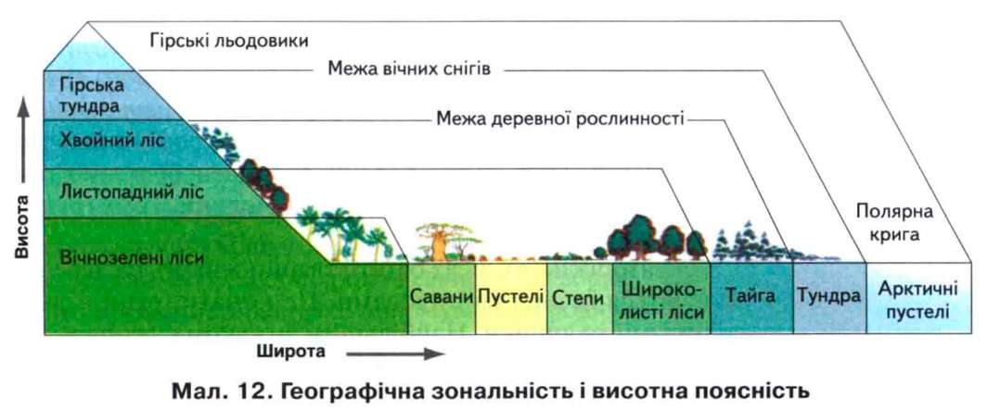 Гірські льодовики
Межа вічних снігів
Гірська
тундра
Межа деревної рослинності
Хвойний ліс
Листопадний ліс
Вічнозелені ліси
Висота
Полярна
крига
Савани
Пустелі
Степи
Широко-
листі ліси
Тайга
Тундра
Арктичні
пустелі
Широта
Мал. 12. Географічна зональність і висотна поясність